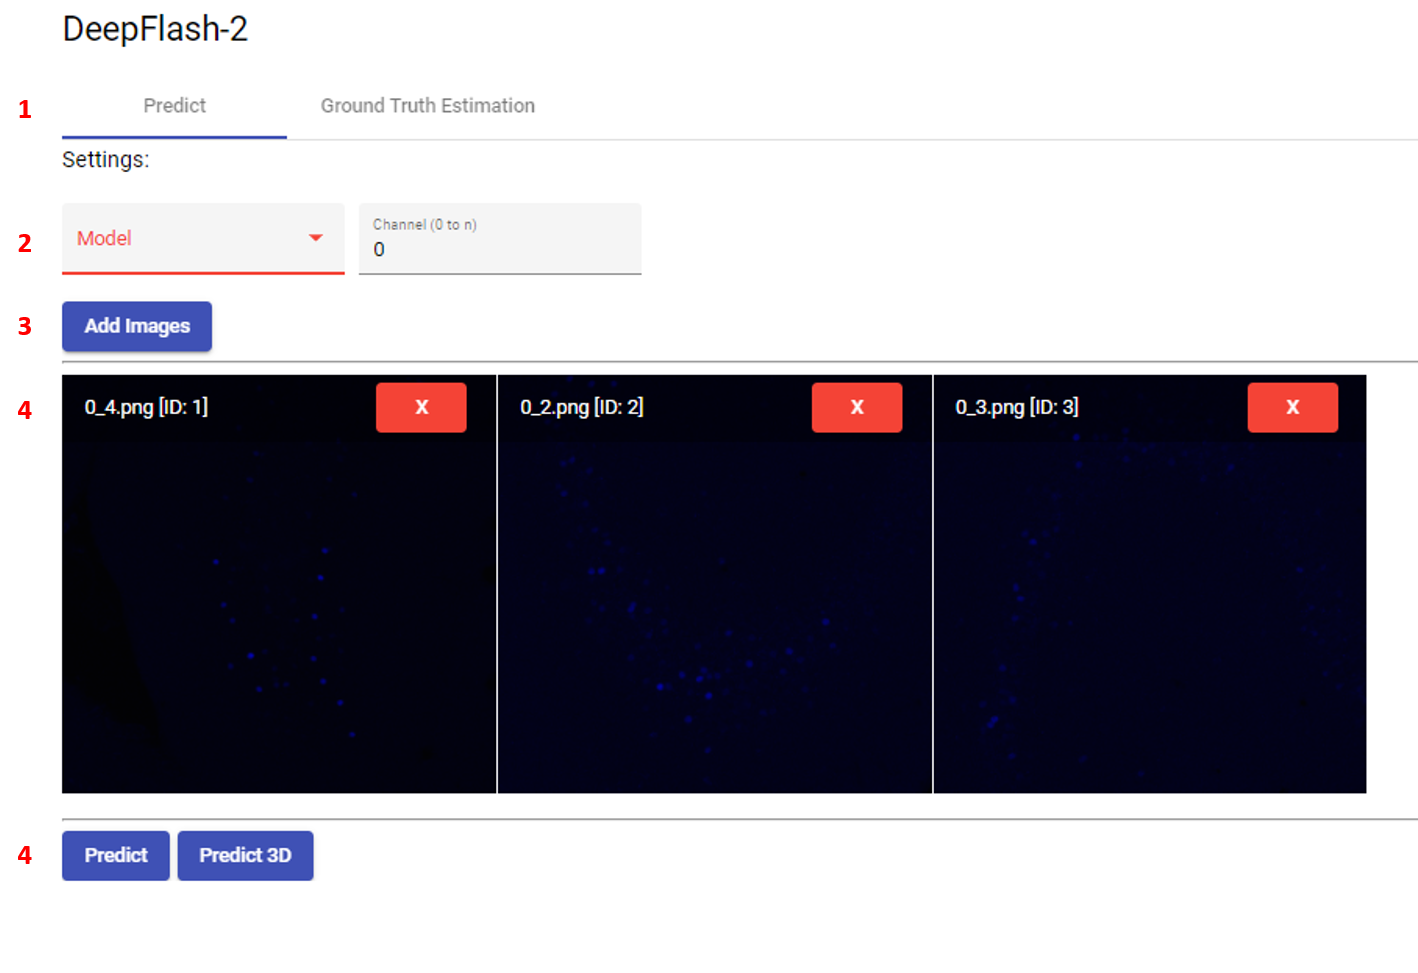 DeepFlash-2
1 Predict Ground Truth Estimation
Settings:
Channel (0 to n)
2 Model 0
3 Add Images
4 0_4.png [ID: 1] X 0_2.png [ID: 2] X 0_3.png [ID: 3] X
4 Predict Predict 3D